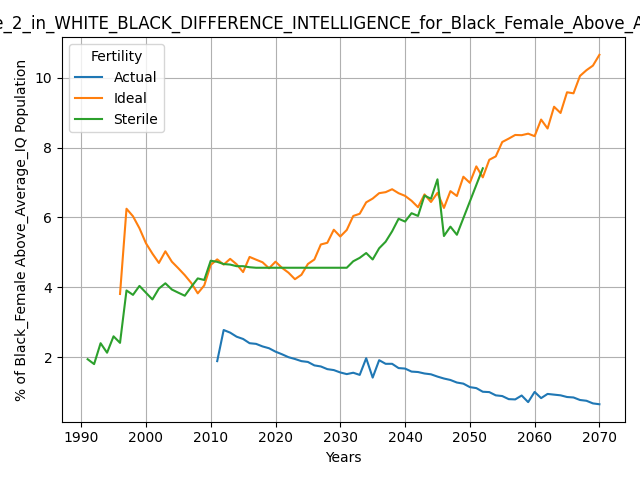 e_2_in_WHITE_BLACK_DIFFERENCE_INTELLIGENCE_for_Black_Female_Above_A
Fertility
Actual
Ideal
Sterile
% of Black_Female Above_Average_IQ Population
10
8
6
4
2
1990 2000 2010 2020 2030 2040 2050 2060 2070
Years